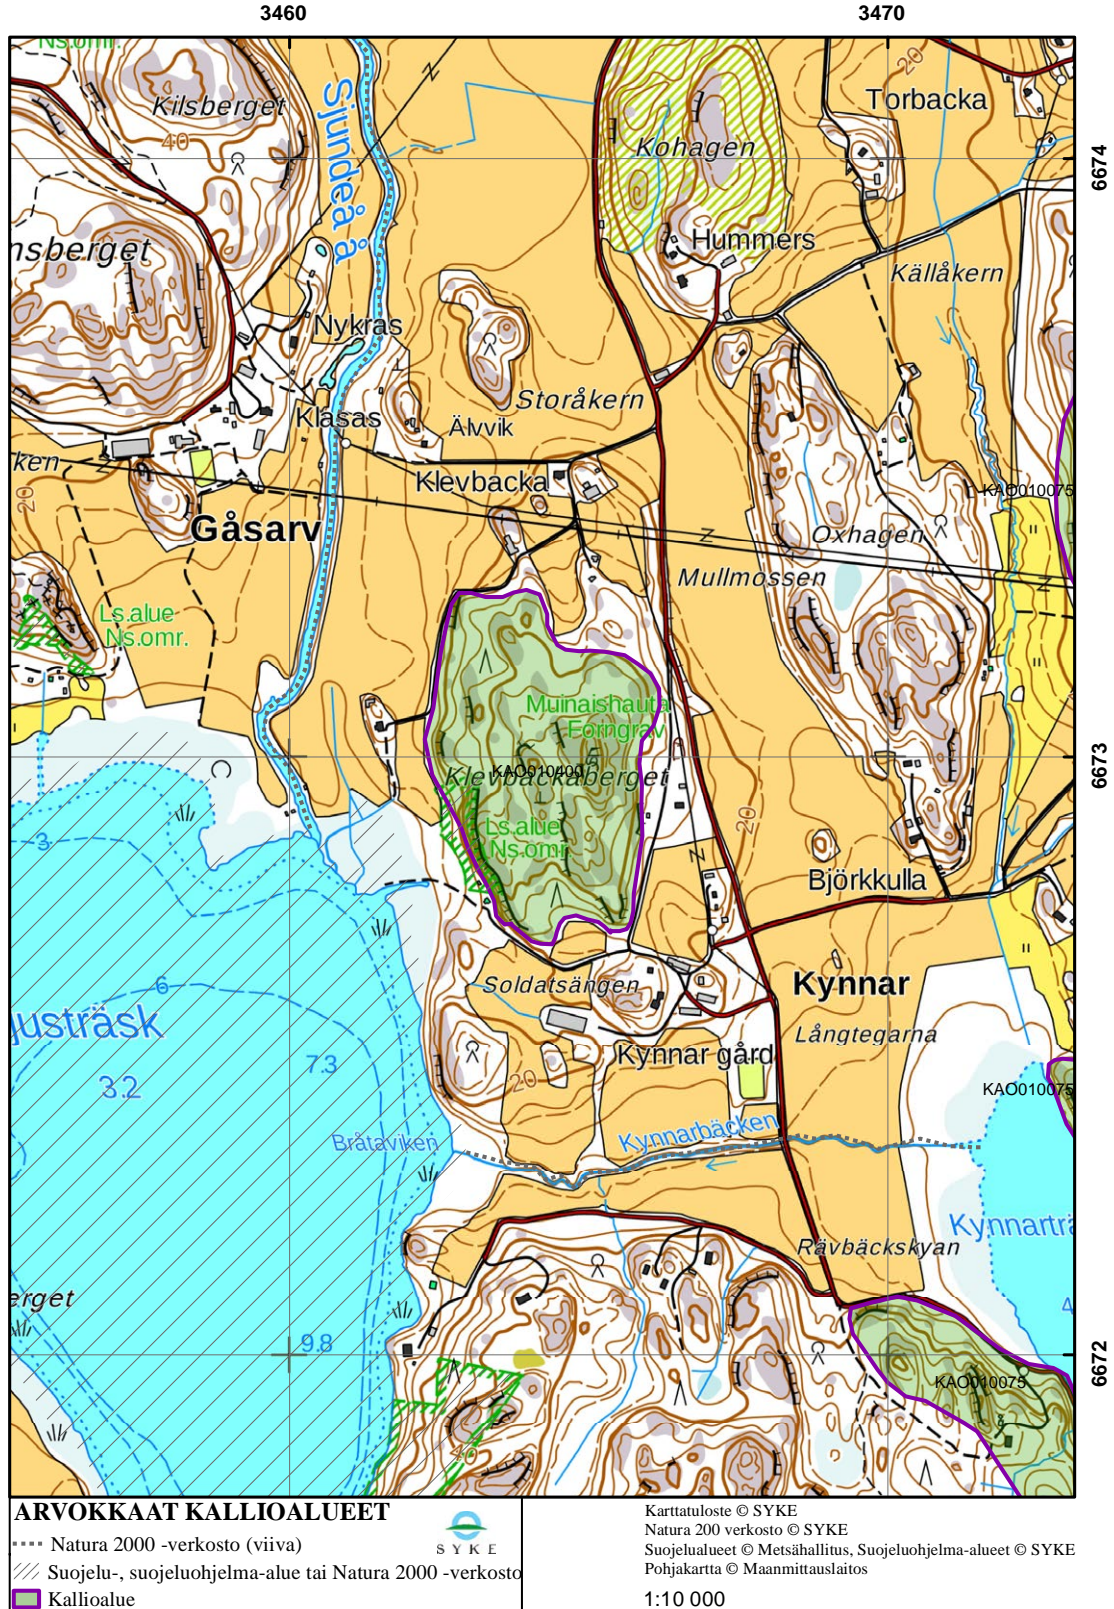 3460
3470
Ns.omr.
Kilsberget
40
Sjundeå å
20
Torbacka
Kohagen
6674
nsberget
Hummers
Källåkern
Nykras
Storåkern
Klasas
Älvvik
ken
Klevbacka
KAO010075
20
Gåsarv
Oxhagen
Mullmossen
Ls.alue
Ns.omr.
Muinaishauta
Forngrav
KAO010400
Klevbackaberget
6673
20
3
Ls.alue
Ns.omr.
Björkkulla
6
Soldatsängen
Kynnar
justräsk
Långtegarna
7.3
Kynnar gård
3.2
20
KAO010075
Bråtaviken
Kynnarbäcken
Kynnarträ
Rävbäckskyan
erget
4
9.8
6672
KAO010075
40
ARVOKKAAT KALLIOALUEET
SYKE
Natura 2000 -verkosto (viiva)
Suojelu-, suojeluohjelma-alue tai Natura 2000 -verkosto
Kallioalue
Karttatuloste © SYKE
Natura 200 verkosto © SYKE
Suojelualueet © Metsähallitus, Suojeluohjelma-alueet © SYKE
Pohjakartta © Maanmittauslaitos
1:10 000